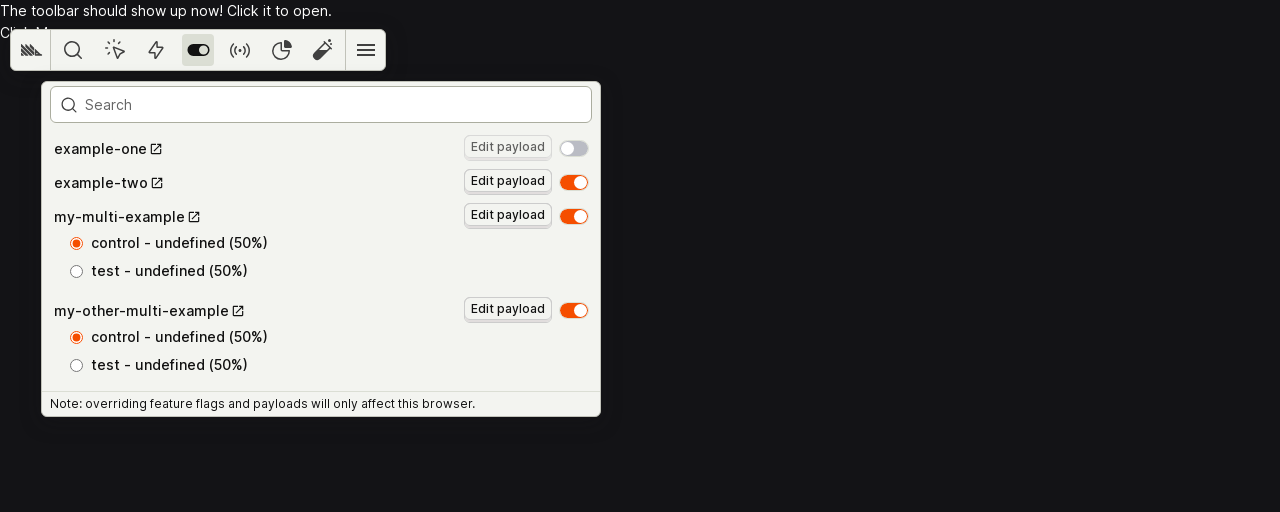 The toolbar should show up now! Click it to open.
Search
example-one
Edit payload
example-two
Edit payload
my-multi-example
Edit payload
control - undefined (50%)
test - undefined (50%)
my-other-multi-example
Edit payload
control - undefined (50%)
test - undefined (50%)
Note: overriding feature flags and payloads will only affect this browser.